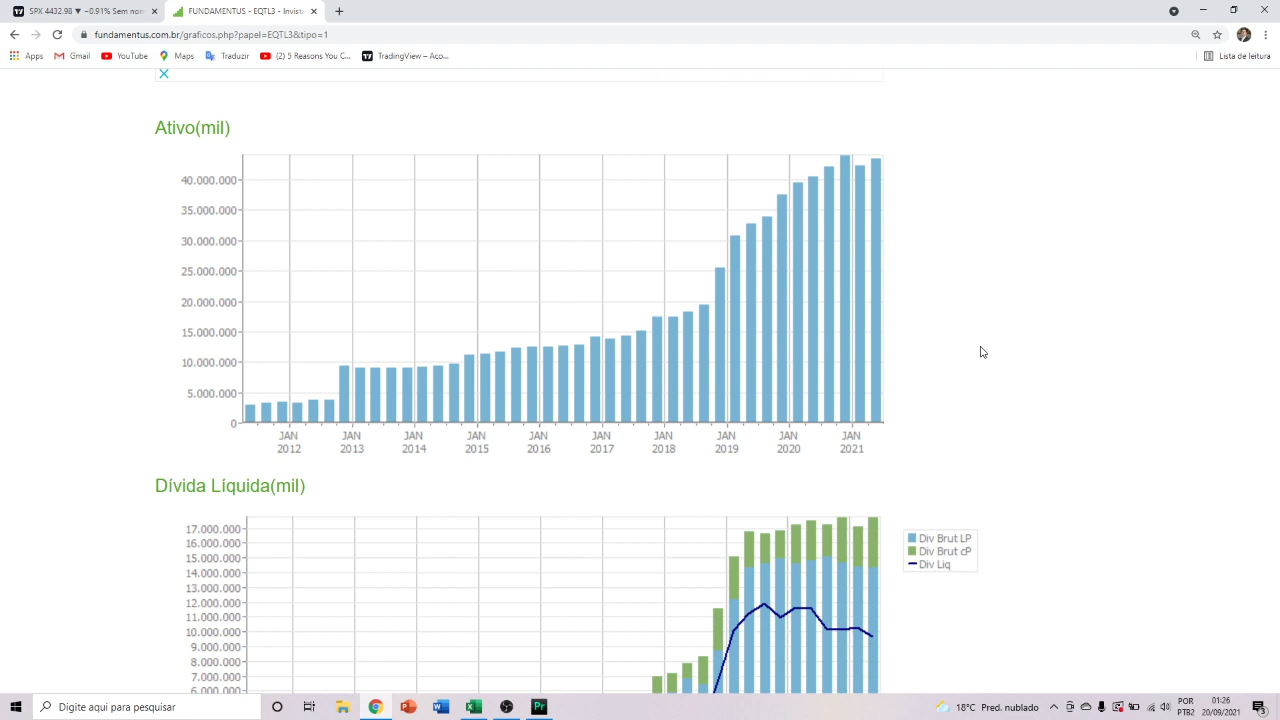 SPX 4432.98 ▼ −0.91% Sem nom
FUNDAMENTUS - EQTL3 - Invista
fundamentus.com.br/graficos.php?papel=EQTL3&tipo=1
Apps Gmail YouTube Maps Traduzir (2) 5 Reasons You C... TradingView – Aco... Lista de leitura
Ativo(mil)
40.000.000
35.000.000
30.000.000
25.000.000
20.000.000
15.000.000
10.000.000
5.000.000
0
JAN JAN JAN JAN JAN JAN JAN JAN JAN JAN
2012 2013 2014 2015 2016 2017 2018 2019 2020 2021
Dívida Líquida(mil)
17.000.000
16.000.000
15.000.000
14.000.000
13.000.000
12.000.000
11.000.000
10.000.000
9.000.000
8.000.000
7.000.000
6.000.000
Div Brut LP
Div Brut cP
Div Liq
Digite aqui para pesquisar
18°C Pred. nublado
POR
PTB2
01:26
20/09/2021
3